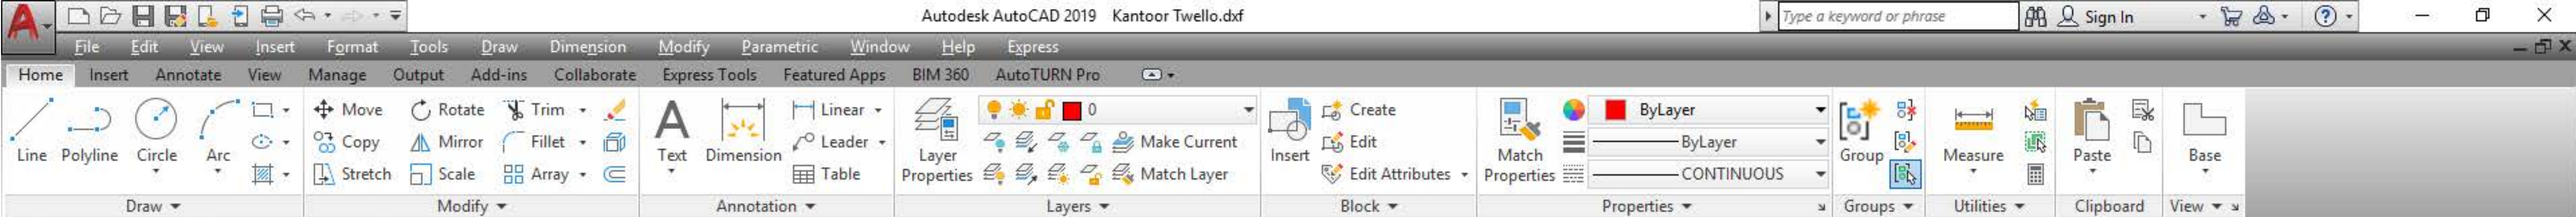 Autodesk AutoCAD 2019 Kantoor Twello.dxf
Type a keyword or phrase
Sign In
File Edit View Insert Format Tools Draw Dimension Modify Parametric Window Help Express
Home Insert Annotate View Manage Output Add-ins Collaborate Express Tools Featured Apps BIM 360 AutoTURN Pro
Line Polyline Circle Arc
Draw
Move Rotate Trim
Copy Mirror Fillet
Stretch Scale Array
Modify
Text Dimension
Linear
Leader
Table
Annotation
Layer
Properties
0
Make Current
Match Layer
Layers
Insert
Create
Edit
Edit Attributes
Block
Match
Properties
ByLayer
ByLayer
CONTINUOUS
Properties
Group
Groups
Measure
Utilities
Paste
Clipboard
Base
View